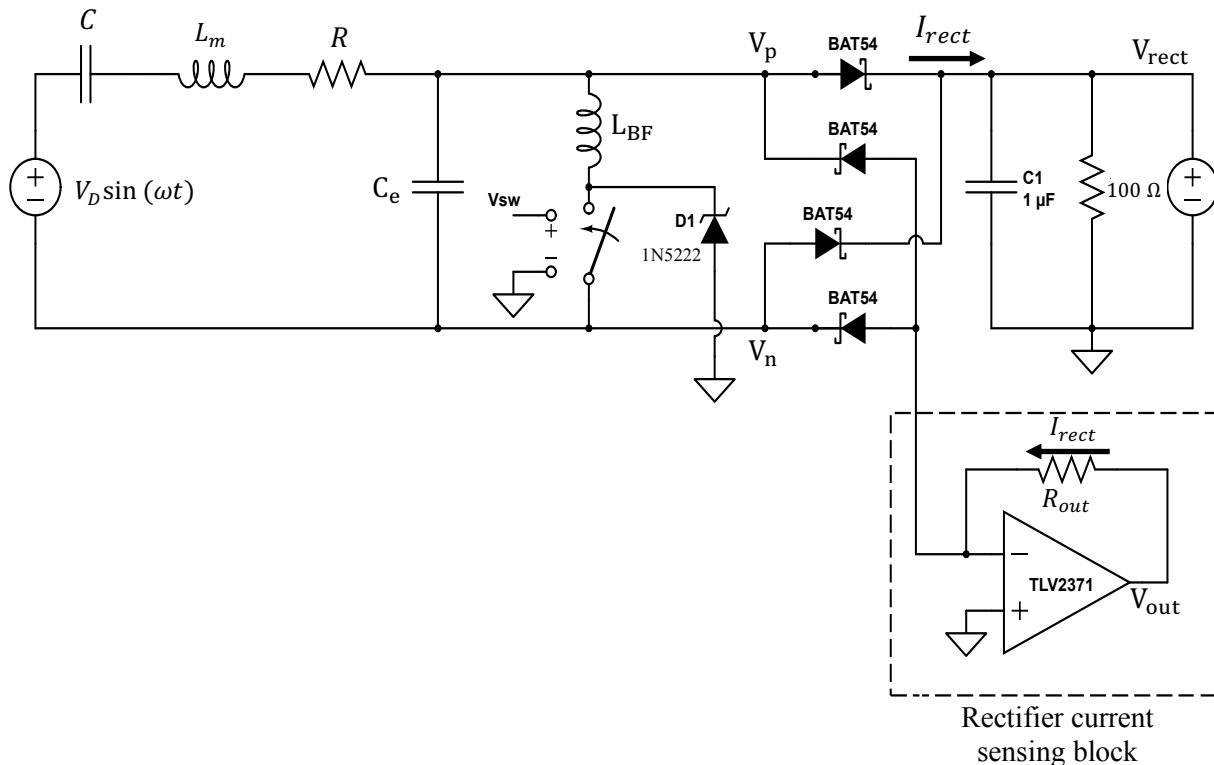 C
L_m
R
V_p
BAT54
I_rect
V_rect
L_BF
BAT54
V_D sin (ωt)
+
−
C_e
Vsw
+
−
D1
1N5222
BAT54
C1
1 µF
100 Ω
+
−
BAT54
V_n
I_rect
R_out
−
TLV2371
+
V_out
Rectifier current
sensing block